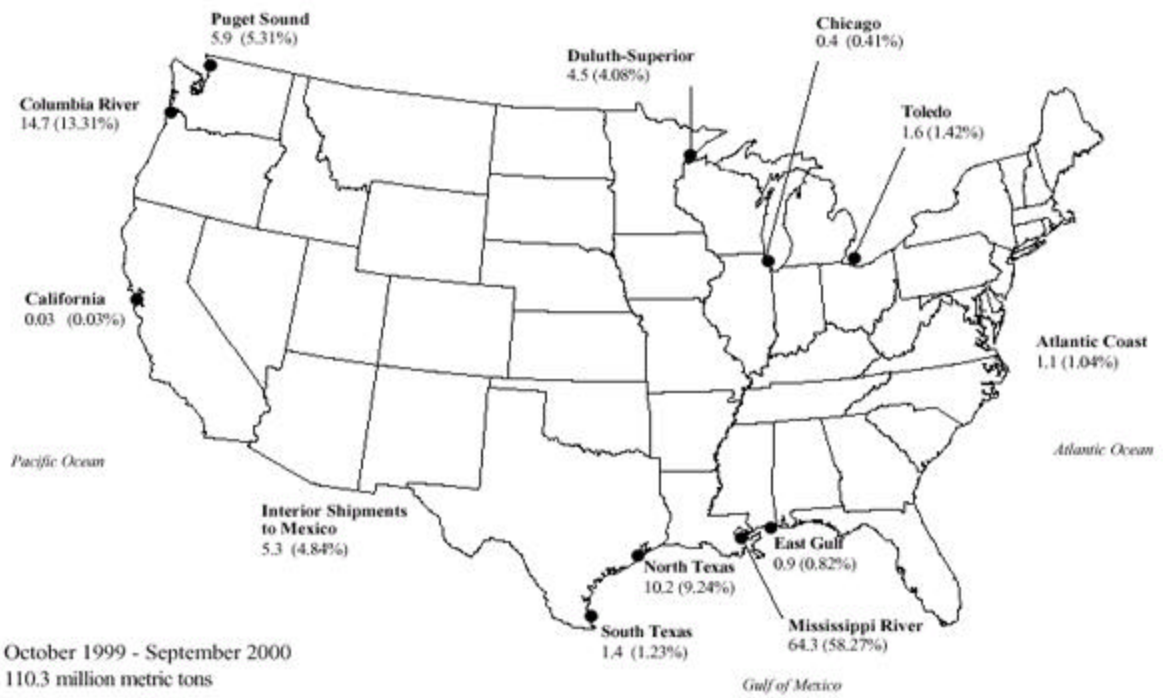 Puget Sound
5.9 (5.31%)
Chicago
0.4 (0.41%)
Duluth-Superior
4.5 (4.08%)
Columbia River
14.7 (13.31%)
Toledo
1.6 (1.42%)
California
0.03 (0.03%)
Atlantic Coast
1.1 (1.04%)
Pacific Ocean
Atlantic Ocean
Interior Shipments
to Mexico
5.3 (4.84%)
East Gulf
0.9 (0.82%)
North Texas
10.2 (9.24%)
Mississippi River
64.3 (58.27%)
South Texas
1.4 (1.23%)
October 1999 - September 2000
110.3 million metric tons
Gulf of Mexico